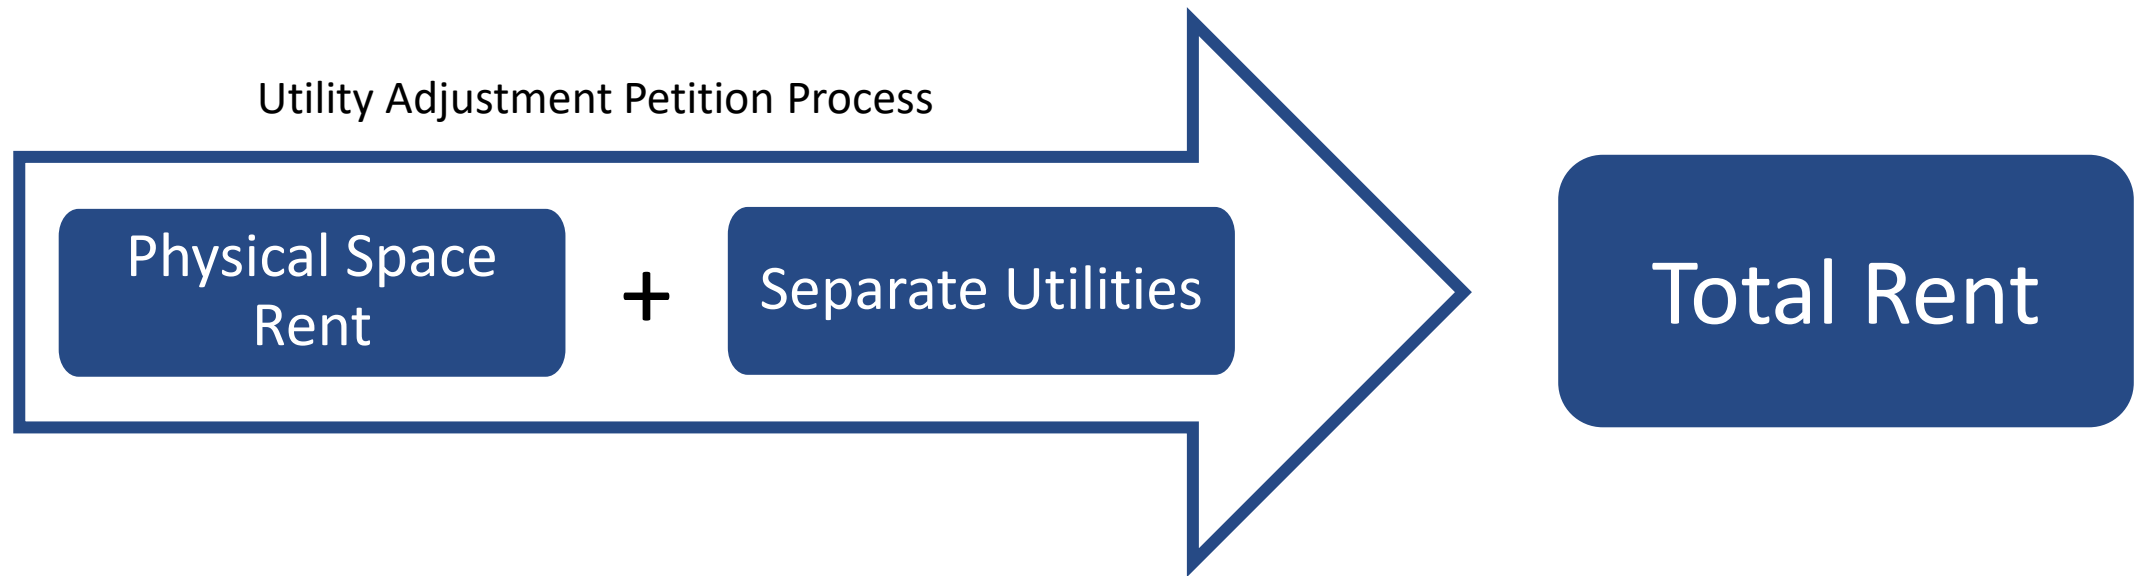 Utility Adjustment Petition Process
Physical Space
Rent
+
Separate Utilities
Total Rent